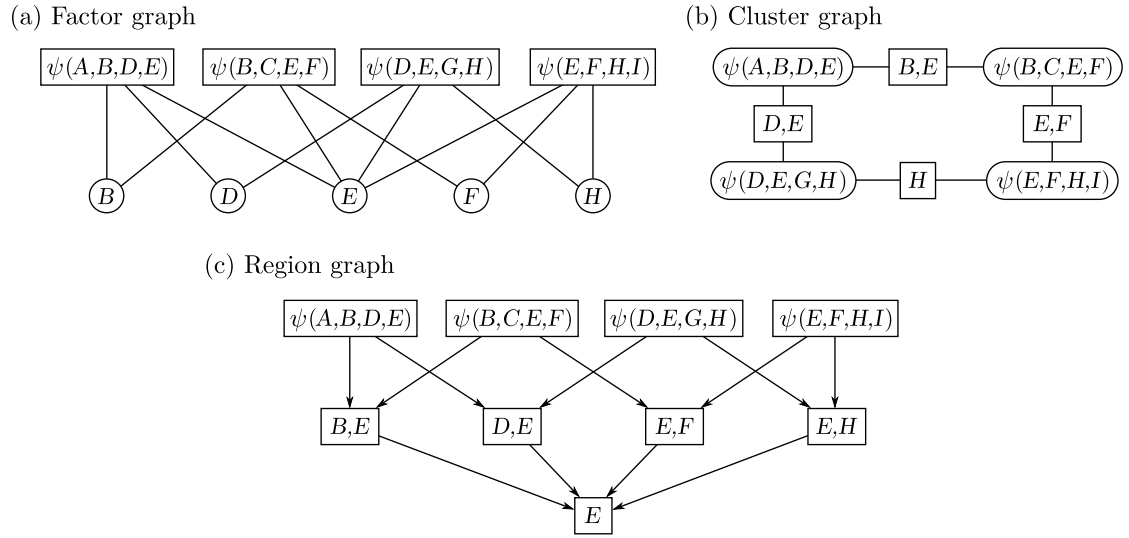 (a) Factor graph
ψ(A,B,D,E) ψ(B,C,E,F) ψ(D,E,G,H) ψ(E,F,H,I)
B D E F H
(b) Cluster graph
ψ(A,B,D,E) B,E ψ(B,C,E,F)
D,E E,F
ψ(D,E,G,H) H ψ(E,F,H,I)
(c) Region graph
ψ(A,B,D,E) ψ(B,C,E,F) ψ(D,E,G,H) ψ(E,F,H,I)
B,E D,E E,F E,H
E